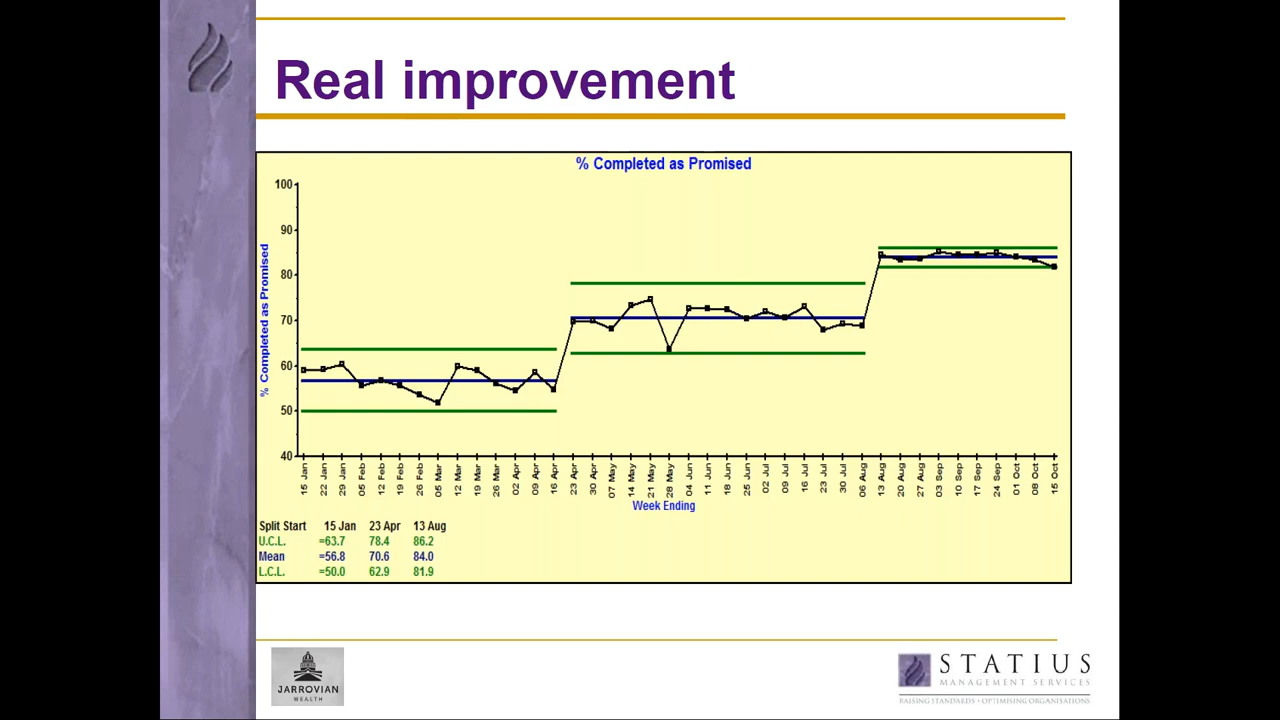 Real improvement
% Completed as Promised
% Completed as Promised
100
90
80
70
60
50
40
15 Jan
22 Jan
29 Jan
05 Feb
12 Feb
19 Feb
26 Feb
05 Mar
12 Mar
19 Mar
26 Mar
02 Apr
09 Apr
16 Apr
23 Apr
30 Apr
07 May
14 May
21 May
28 May
04 Jun
11 Jun
18 Jun
25 Jun
02 Jul
09 Jul
16 Jul
23 Jul
30 Jul
06 Aug
13 Aug
20 Aug
27 Aug
03 Sep
10 Sep
17 Sep
24 Sep
01 Oct
08 Oct
15 Oct
Week Ending
Split Start 15 Jan 23 Apr 13 Aug
U.C.L. =63.7 78.4 86.2
Mean =56.8 70.6 84.0
L.C.L. =50.0 62.9 81.9
JARROVIAN
WEALTH
STATIUS
MANAGEMENT SERVICES
RAISING STANDARDS • OPTIMISING ORGANISATIONS